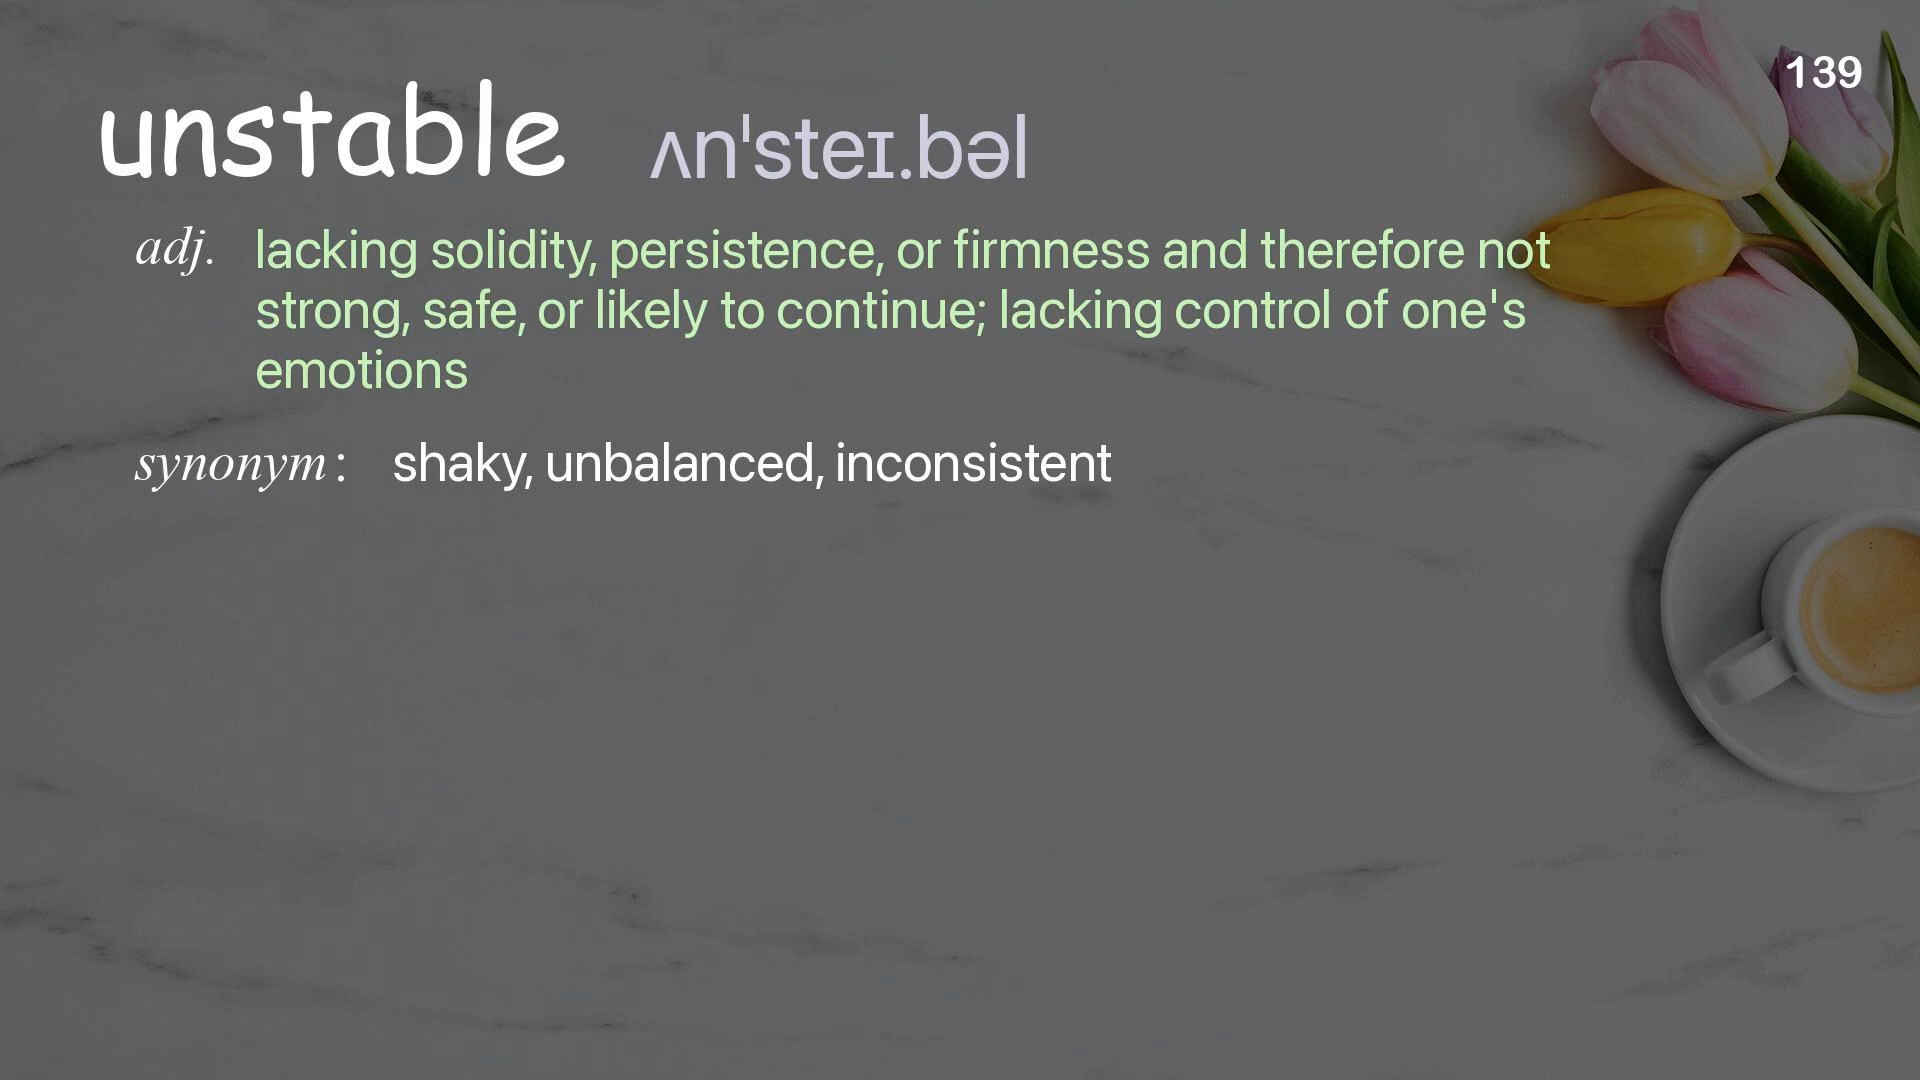 139
unstable ʌnˈsteɪ.bəl
adj. lacking solidity, persistence, or firmness and therefore not
strong, safe, or likely to continue; lacking control of one's
emotions
synonym : shaky, unbalanced, inconsistent